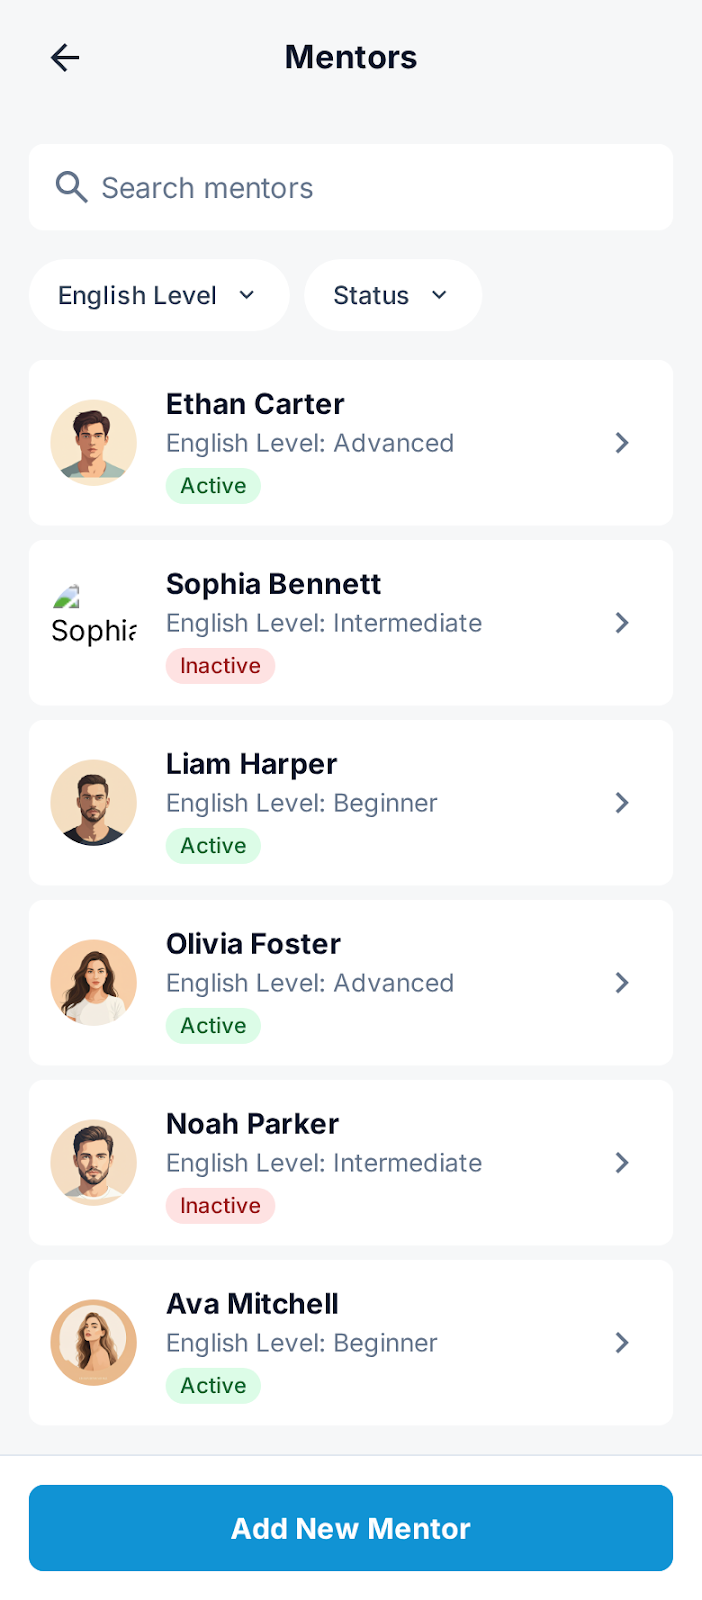 Mentors
Search mentors
English Level
Status
Ethan Carter
English Level: Advanced
Active
Sophia
Sophia Bennett
English Level: Intermediate
Inactive
Liam Harper
English Level: Beginner
Active
Olivia Foster
English Level: Advanced
Active
Noah Parker
English Level: Intermediate
Inactive
Ava Mitchell
English Level: Beginner
Active
Add New Mentor